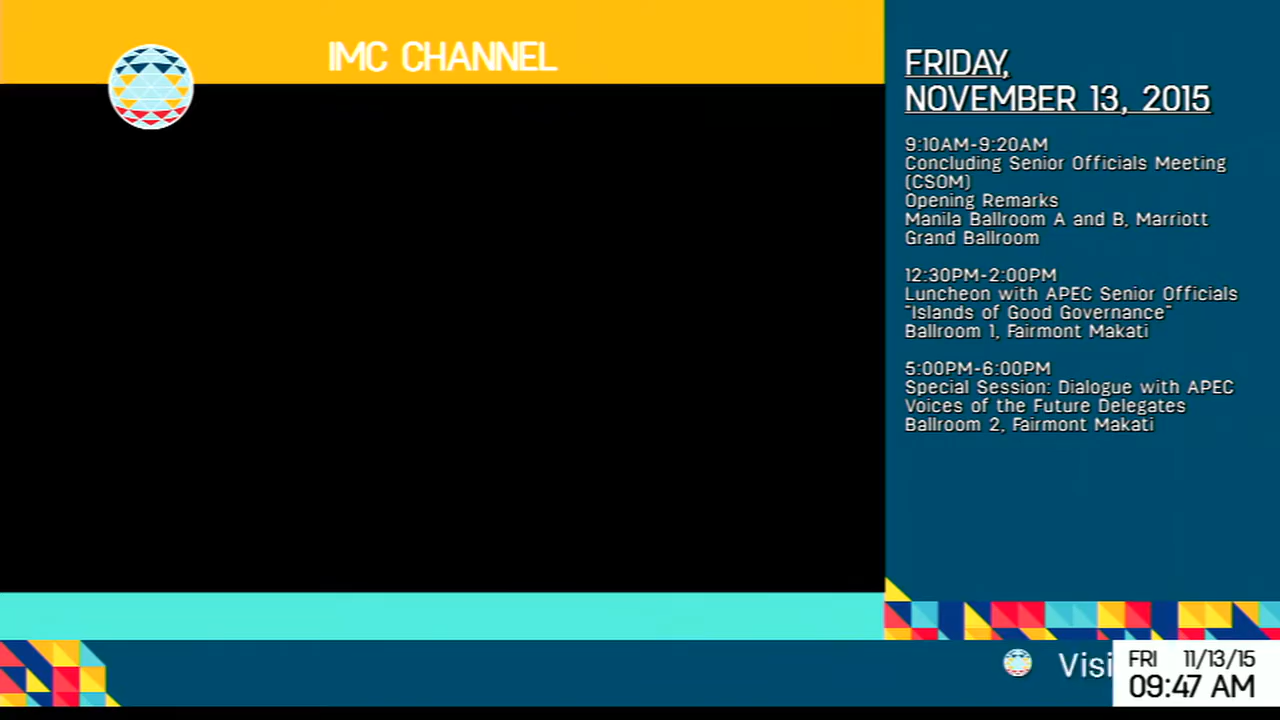 IMC CHANNEL
FRIDAY,
NOVEMBER 13, 2015
9:10AM-9:20AM
Concluding Senior Officials Meeting
(CSOM)
Opening Remarks
Manila Ballroom A and B, Marriott
Grand Ballroom
12:30PM-2:00PM
Luncheon with APEC Senior Officials
"Islands of Good Governance"
Ballroom 1, Fairmont Makati
5:00PM-6:00PM
Special Session: Dialogue with APEC
Voices of the Future Delegates
Ballroom 2, Fairmont Makati
Visi
FRI 11/13/15
09:47 AM